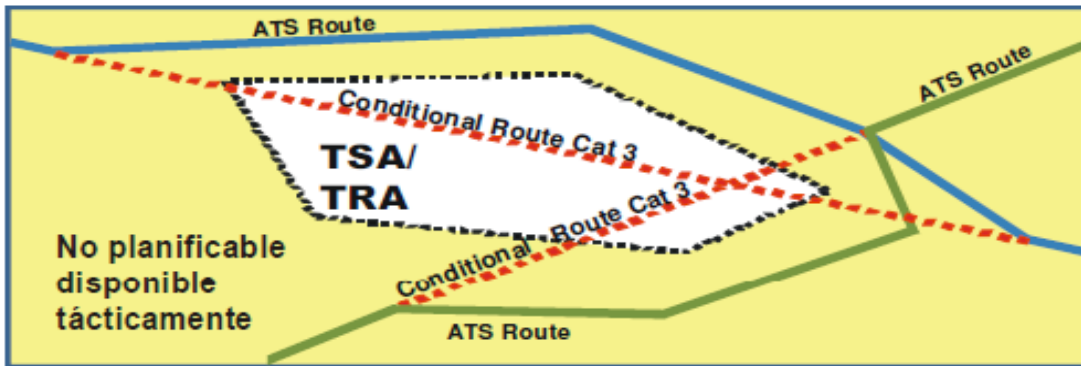 ATS Route
ATS Route
Conditional Route Cat 3
TSA/
TRA
Conditional Route Cat 3
No planificable
disponible
tácticamente
ATS Route